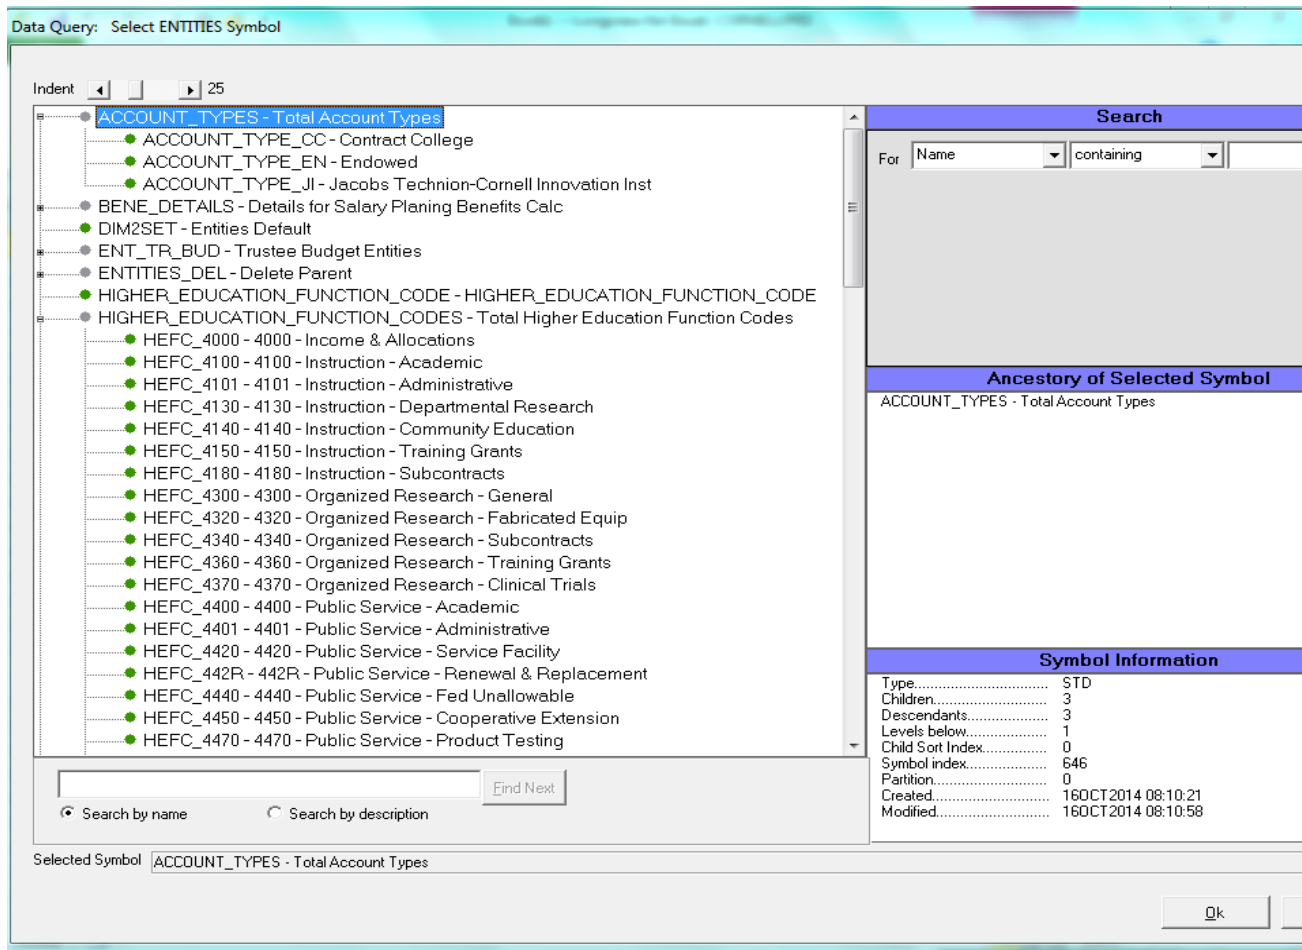 Data Query: Select ENTITIES Symbol
Indent 25
ACCOUNT_TYPES - Total Account Types
ACCOUNT_TYPE_CC - Contract College
ACCOUNT_TYPE_EN - Endowed
ACCOUNT_TYPE_JI - Jacobs Technion-Cornell Innovation Inst
BENE_DETAILS - Details for Salary Planing Benefits Calc
DIM2SET - Entities Default
ENT_TR_BUD - Trustee Budget Entities
ENTITIES_DEL - Delete Parent
HIGHER_EDUCATION_FUNCTION_CODE - HIGHER_EDUCATION_FUNCTION_CODE
HIGHER_EDUCATION_FUNCTION_CODES - Total Higher Education Function Codes
HEFC_4000 - 4000 - Income & Allocations
HEFC_4100 - 4100 - Instruction - Academic
HEFC_4101 - 4101 - Instruction - Administrative
HEFC_4130 - 4130 - Instruction - Departmental Research
HEFC_4140 - 4140 - Instruction - Community Education
HEFC_4150 - 4150 - Instruction - Training Grants
HEFC_4180 - 4180 - Instruction - Subcontracts
HEFC_4300 - 4300 - Organized Research - General
HEFC_4320 - 4320 - Organized Research - Fabricated Equip
HEFC_4340 - 4340 - Organized Research - Subcontracts
HEFC_4360 - 4360 - Organized Research - Training Grants
HEFC_4370 - 4370 - Organized Research - Clinical Trials
HEFC_4400 - 4400 - Public Service - Academic
HEFC_4401 - 4401 - Public Service - Administrative
HEFC_4420 - 4420 - Public Service - Service Facility
HEFC_442R - 442R - Public Service - Renewal & Replacement
HEFC_4440 - 4440 - Public Service - Fed Unallowable
HEFC_4450 - 4450 - Public Service - Cooperative Extension
HEFC_4470 - 4470 - Public Service - Product Testing
Find Next
Search by name Search by description
Search
For Name containing
Ancestory of Selected Symbol
ACCOUNT_TYPES - Total Account Types
Symbol Information
Type................................ STD
Children........................... 3
Descendants................... 3
Levels below................... 1
Child Sort Index............... 0
Symbol index................... 646
Partition........................... 0
Created............................ 16OCT2014 08:10:21
Modified........................... 16OCT2014 08:10:58
Selected Symbol ACCOUNT_TYPES - Total Account Types
Ok